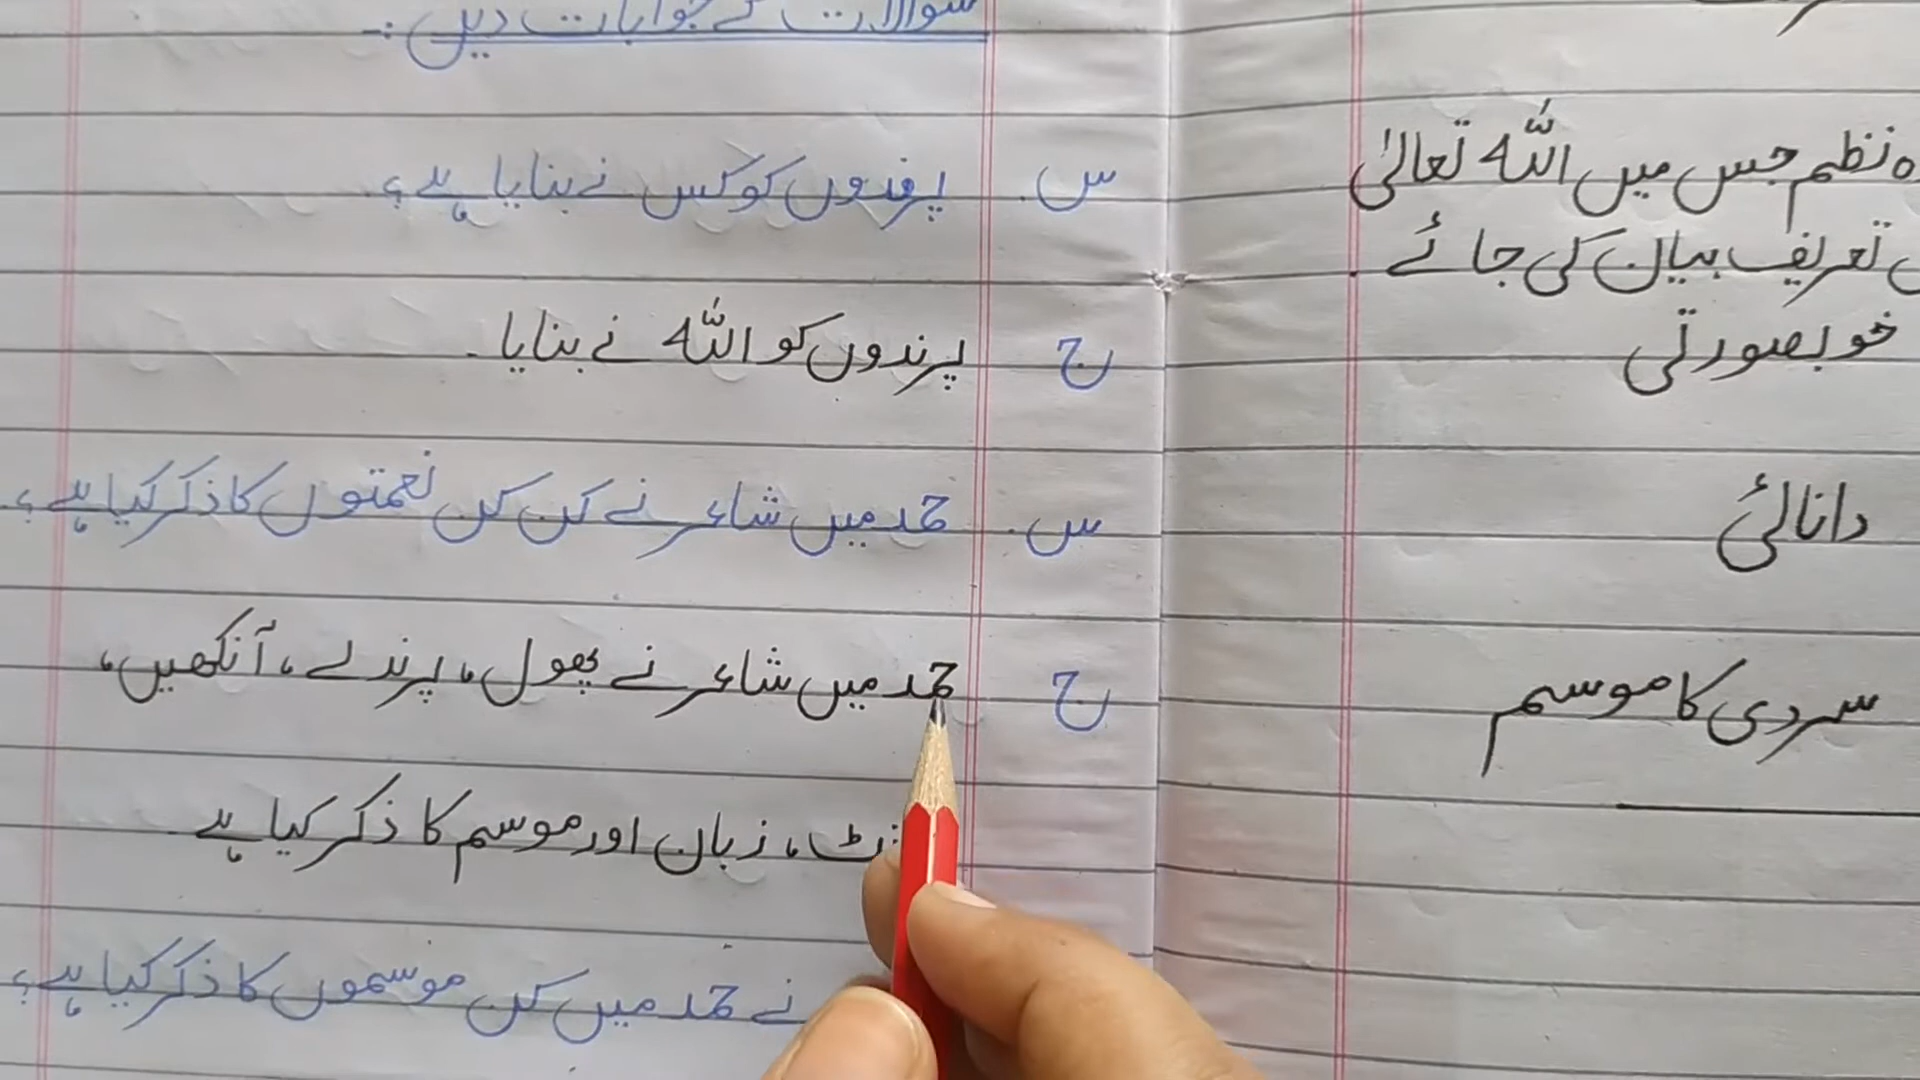 نظم جس میں اللہ تعالیٰ
تعریف بیان کی جائے
خوبصورتی
دانائی
سردی کا موسم
سوالات کے جوابات دیں:-
س. پرندوں کو کس نے بنایا ہے؟
ج پرندوں کو اللہ نے بنایا۔
س. حمد میں شاعر نے کن کن نعمتوں کا ذکر کیا ہے؟
ج حمد میں شاعر نے پھول، پرندے، آنکھیں،
زبان اور موسم کا ذکر کیا ہے
نے حمد میں کن موسموں کا ذکر کیا ہے؟